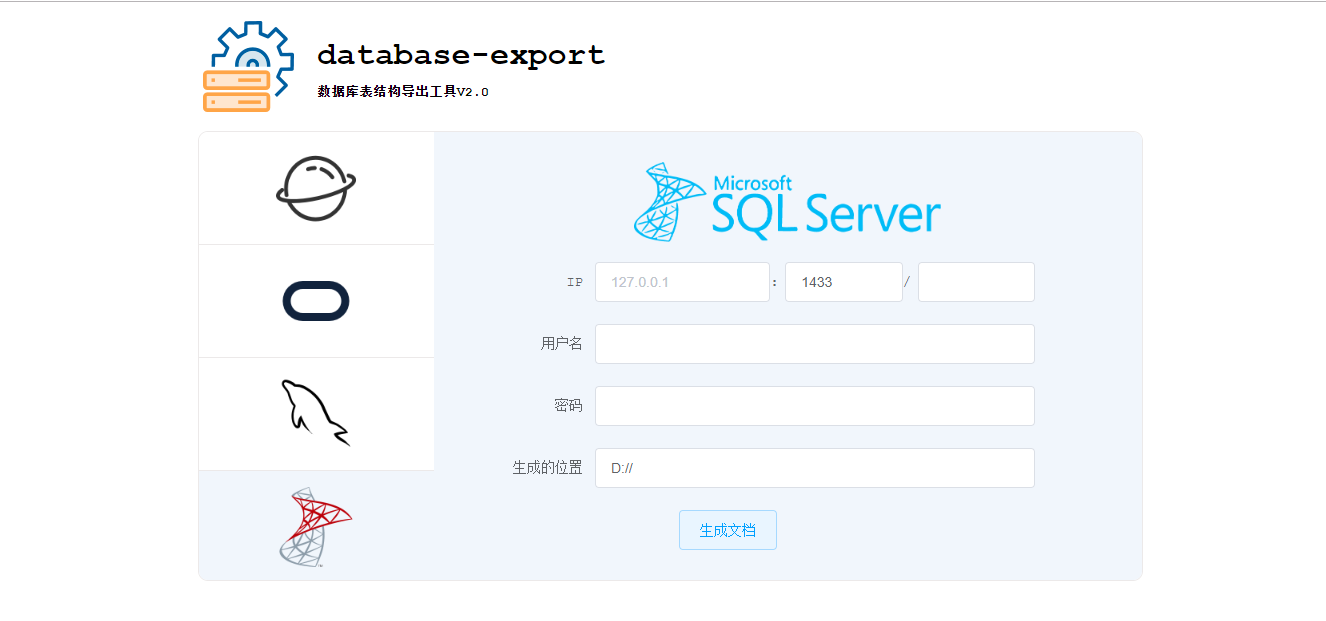 database-export
数据库表结构导出工具V2.0
Microsoft
SQL Server
IP 127.0.0.1 : 1433 /
用户名
密码
生成的位置 D://
生成文档